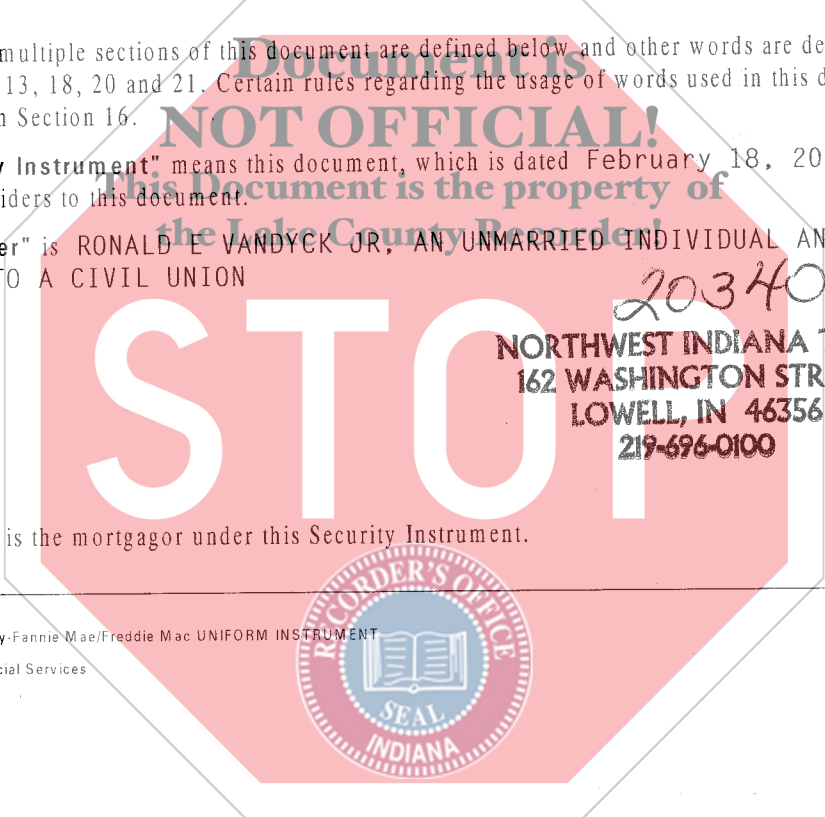 multiple sections of this document are defined below and other words are de
13, 18, 20 and 21. Certain rules regarding the usage of words used in this d
n Section 16.
Document is
NOT OFFICIAL!
This Document is the property of
the Lake County Recorder!
y Instrument" means this document, which is dated February 18, 20
iders to this document.
er" is RONALD E VANDYCK JR, AN UNMARRIED INDIVIDUAL AN
TO A CIVIL UNION
20340
NORTHWEST INDIANA T
162 WASHINGTON STR
LOWELL, IN 46356
219-696-0100
STOP
is the mortgagor under this Security Instrument.
RECORDER'S OFFICE
SEAL
INDIANA
y-Fannie Mae/Freddie Mac UNIFORM INSTRUMENT
cial Services